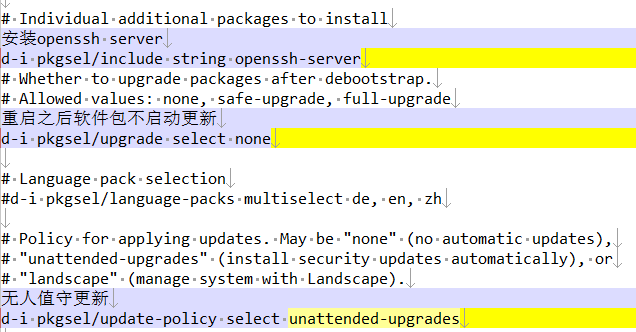 # Individual additional packages to install
安装openssh server
d-i pkgsel/include string openssh-server
# Whether to upgrade packages after debootstrap.
# Allowed values: none, safe-upgrade, full-upgrade
重启之后软件包不启动更新
d-i pkgsel/upgrade select none
# Language pack selection
#d-i pkgsel/language-packs multiselect de, en, zh
# Policy for applying updates. May be "none" (no automatic updates),
# "unattended-upgrades" (install security updates automatically), or
# "landscape" (manage system with Landscape).
无人值守更新
d-i pkgsel/update-policy select unattended-upgrades